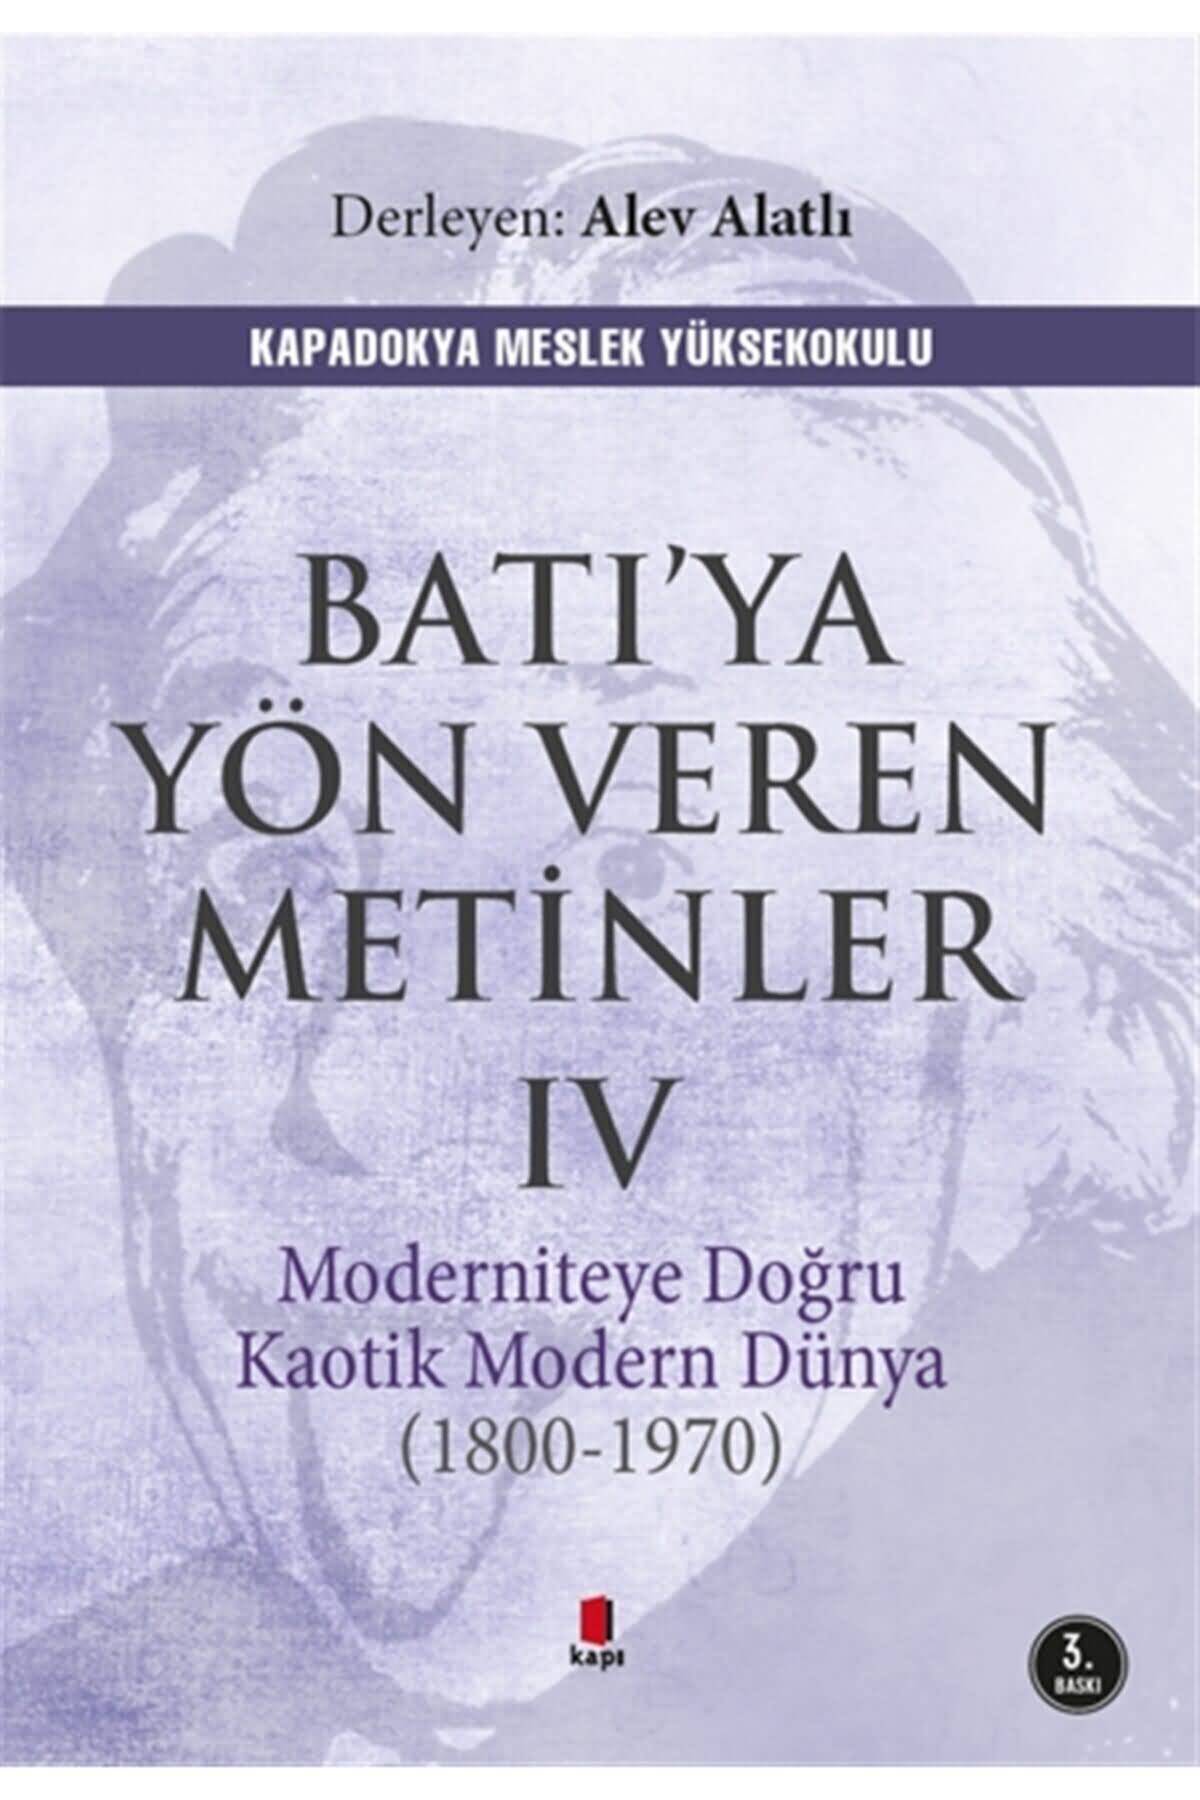 Derleyen: Alev Alatlı
KAPADOKYA MESLEK YÜKSEKOKULU
BATI’YA
YÖN VEREN
METİNLER
IV
Moderniteye Doğru
Kaotik Modern Dünya
(1800-1970)
kapı
3.
BASKI